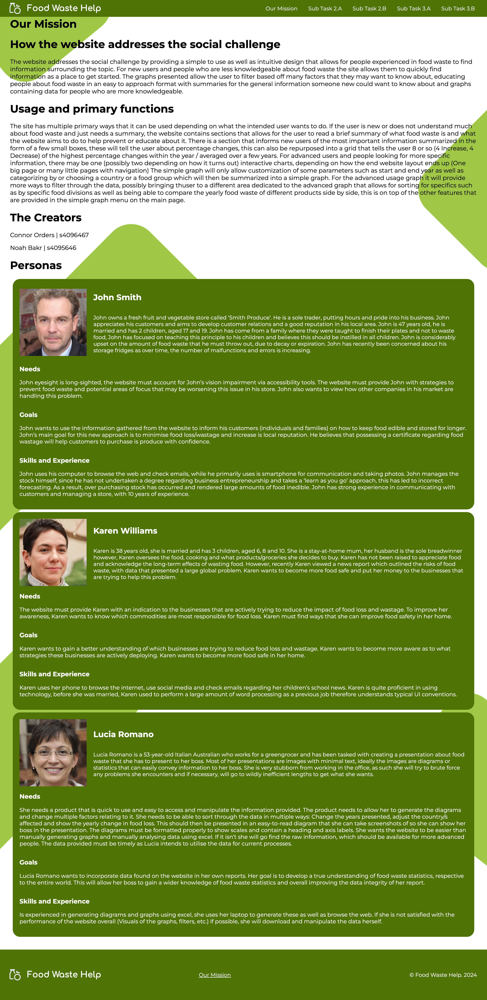 Food Waste Help
Our Mission
Sub Task 2.A
Sub Task 2.B
Sub Task 3.A
Sub Task 3.B
Our Mission
How the website addresses the social challenge
The website addresses the social challenge by providing a simple to use as well as intuitive design that allows for people experienced in food waste to find
information surrounding the topic. For new users and people who are less knowledgeable about food waste the site allows them to quickly find
information as a place to get started. The graphs presented allow the user to filter based off many factors that they may want to know about, educating
people about food waste in an easy to approach format with summaries for the general information someone new could want to know about and graphs
containing data for people who are more knowledgeable.
Usage and primary functions
The site has multiple primary ways that it can be used depending on what the intended user wants to do. If the user is new or does not understand much
about food waste and just needs a summary, the website contains sections that allows for the user to read a brief summary of what food waste is and what
the website aims to do to help prevent or educate about it.There is a section that informs new users of the most important information summarized in the
form of a few small boxes, these will tell the user about percentage changes, this can also be repurposed into a grid that tells the user 8 or so (4 Increase, 4
Decrease) of the highest percentage changes within the year / averaged over a few years. For advanced users and people looking for more specific
information, there may be one (possibly two depending on how it turns out) interactive charts, depending on how the end website layout ends up (One
big page or many little pages with navigation) The simple graph will only allow customization of some parameters such as start and end year as well as
categorizing by or choosing a country or a food group which will then be summarized into a simple graph. For the advanced usage graph it will provide
more ways to filter through the data, possibly bringing thuser to a different area dedicated to the advanced graph that allows for sorting for specifics such
as by specific food divisions as well as being able to compare the yearly food waste of different products side by side, this is on top of the other features that
are provided in the simple graph menu on the main page.
The Creators
Connor Orders | s4096467
Noah Bakr | s4095646
Personas
John Smith
John owns a fresh fruit and vegetable store called ‘Smith Produce’. He is a sole trader, putting hours and pride into his business. John
appreciates his customers and aims to develop customer relations and a good reputation in his local area. John is 47 years old, he is
married and has 2 children, aged 17 and 19. John has come from a family where they were taught to finish their plates and not to waste
food, John has focused on teaching this principle to his children and believes this should be instilled in all children. John is considerably
upset on the amount of food waste that he must throw out, due to decay or expiration. John has recently been concerned about his
storage fridges as over time, the number of malfunctions and errors is increasing.
Needs
John eyesight is long-sighted, the website must account for John’s vision impairment via accessibility tools. The website must provide John with strategies to
prevent food waste and potential areas of focus that may be worsening this issue in his store. John also wants to view how other companies in his market are
handling this problem.
Goals
John wants to use the information gathered from the website to inform his customers (individuals and families) on how to keep food edible and stored for longer.
John’s main goal for this new approach is to minimise food loss/wastage and increase is local reputation. He believes that possessing a certificate regarding food
wastage will help customers to purchase is produce with confidence.
Skills and Experience
John uses his computer to browse the web and check emails, while he primarily uses is smartphone for communication and taking photos. John manages the
stock himself, since he has not undertaken a degree regarding business entrepreneurship and takes a ‘learn as you go’ approach, this has led to incorrect
forecasting. As a result, over purchasing stock has occurred and rendered large amounts of food inedible. John has strong experience in communicating with
customers and managing a store, with 10 years of experience.
Karen Williams
Karen is 38 years old, she is married and has 3 children, aged 6, 8 and 10. She is a stay-at-home mum, her husband is the sole breadwinner
however, Karen oversees the food, cooking and what products/groceries she decides to buy. Karen has not been raised to appreciate food
and acknowledge the long-term effects of wasting food. However, recently Karen viewed a news report which outlined the risks of food
waste, with data that presented a large global problem. Karen wants to become more food safe and put her money to the businesses that
are trying to help this problem.
Needs
The website must provide Karen with an indication to the businesses that are actively trying to reduce the impact of food loss and wastage. To improve her
awareness, Karen wants to know which commodities are most responsible for food loss. Karen must find ways that she can improve food safety in her home.
Goals
Karen wants to gain a better understanding of which businesses are trying to reduce food loss and wastage. Karen wants to become more aware as to what
strategies these businesses are actively deploying. Karen wants to become more food safe in her home.
Skills and Experience
Karen uses her phone to browse the internet, use social media and check emails regarding her children’s school news. Karen is quite proficient in using
technology, before she was married, Karen used to perform a large amount of word processing as a previous job therefore understands typical UI conventions.
Lucia Romano
Lucia Romano is a 53-year-old Italian Australian who works for a greengrocer and has been tasked with creating a presentation about food
waste that she has to present to her boss. Most of her presentations are images with minimal text, ideally the images are diagrams or
statistics that can easily convey information to her boss. She is very stubborn from working in the office, as such she will try to brute force
any problems she encounters and if necessary, will go to wildly inefficient lengths to get what she wants.
Needs
She needs a product that is quick to use and easy to access and manipulate the information provided. The product needs to allow her to generate the diagrams
and change multiple factors relating to it. She needs to be able to sort through the data in multiple ways: Change the years presented, adjust the country/s
affected and show the yearly change in food loss. This should then be presented in an easy-to-read diagram that she can take screenshots of so she can show her
boss in the presentation. The diagrams must be formatted properly to show scales and contain a heading and axis labels. She wants the website to be easier than
manually generating graphs and manually analysing data using excel. If it isn’t she will go find the raw information, which should be available for more advanced
people. The data provided must be timely as Lucia intends to utilise the data for current processes.
Goals
Lucia Romano wants to incorporate data found on the website in her own reports. Her goal is to develop a true understanding of food waste statistics, respective
to the entire world. This will allow her boss to gain a wider knowledge of food waste statistics and overall improving the data integrity of her report.
Skills and Experience
Is experienced in generating diagrams and graphs using excel, she uses her laptop to generate these as well as browse the web. If she is not satisfied with the
performance of the website overall (Visuals of the graphs, filters, etc.) if possible, she will download and manipulate the data herself.
Food Waste Help
Our Mission
© Food Waste Help. 2024